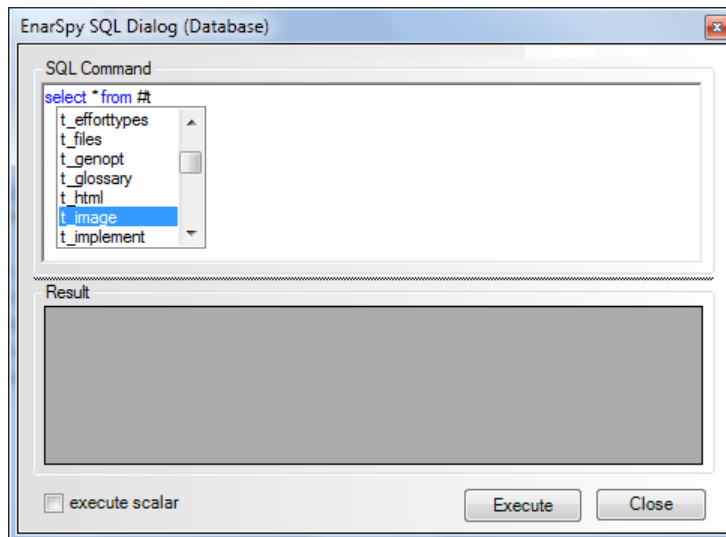 EnarSpy SQL Dialog (Database)
SQL Command
select * from #t
t_efforttypes
t_files
t_genopt
t_glossary
t_html
t_image
t_implement
Result
execute scalar
Execute
Close